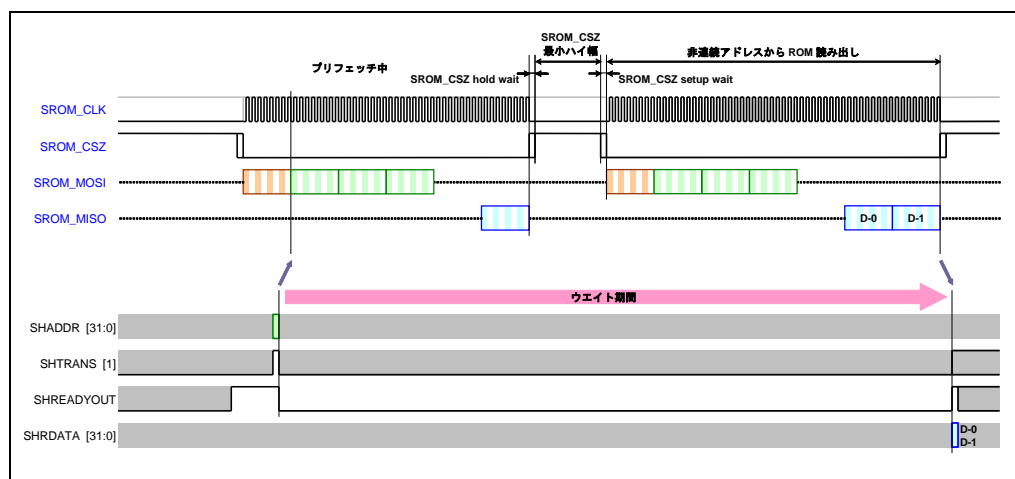 SROM_CSZ
最小ハイ幅
非連続アドレスから ROM 読み出し
プリフェッチ中
SROM_CSZ hold wait
SROM_CSZ setup wait
SROM_CLK
SROM_CSZ
SROM_MOSI
SROM_MISO
D-0
D-1
ウエイト期間
SHADDR [31:0]
SHTRANS [1]
SHREADYOUT
SHRDATA [31:0]
D-0
D-1